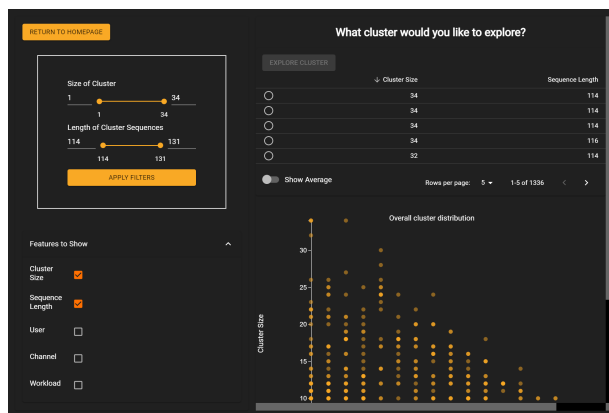 RETURN TO HOMEPAGE
Size of Cluster
1 34
1 34
Length of Cluster Sequences
114 131
114 131
APPLY FILTERS
Features to Show
Cluster
Size
Sequence
Length
User
Channel
Workload
What cluster would you like to explore?
EXPLORE CLUSTER
↓ Cluster Size Sequence Length
34 114
34 114
34 114
34 116
32 114
Show Average Rows per page: 5 1-5 of 1336
Overall cluster distribution
Cluster Size
30
25
20
15
10